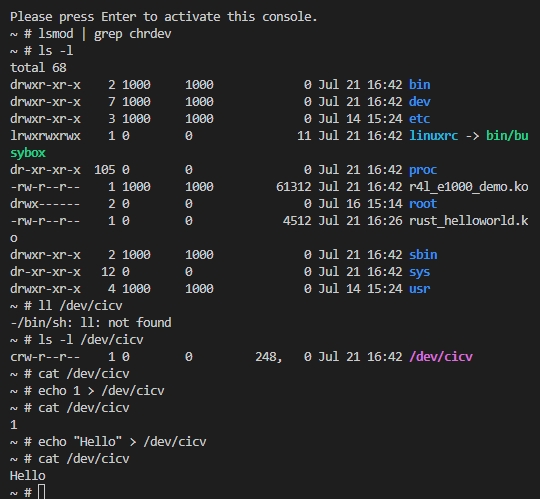 Please press Enter to activate this console.
~ # lsmod | grep chrdev
~ # ls -l
total 68
drwxr-xr-x    2 1000     1000             0 Jul 21 16:42 bin
drwxr-xr-x    7 1000     1000             0 Jul 21 16:42 dev
drwxr-xr-x    3 1000     1000             0 Jul 14 15:24 etc
lrwxrwxrwx    1 0        0               11 Jul 21 16:42 linuxrc -> bin/bu
sybox
dr-xr-xr-x  105 0        0                0 Jul 21 16:42 proc
-rw-r--r--    1 1000     1000         61312 Jul 21 16:42 r4l_e1000_demo.ko
drwx------    2 0        0                0 Jul 16 15:14 root
-rw-r--r--    1 0        0             4512 Jul 21 16:26 rust_helloworld.k
o
drwxr-xr-x    2 1000     1000             0 Jul 21 16:42 sbin
dr-xr-xr-x   12 0        0                0 Jul 21 16:42 sys
drwxr-xr-x    4 1000     1000             0 Jul 14 15:24 usr
~ # ll /dev/cicv
-/bin/sh: ll: not found
~ # ls -l /dev/cicv
crw-r--r--    1 0        0         248,   0 Jul 21 16:42 /dev/cicv
~ # cat /dev/cicv
~ # echo 1 > /dev/cicv
~ # cat /dev/cicv
1
~ # echo "Hello" > /dev/cicv
~ # cat /dev/cicv
Hello
~ #